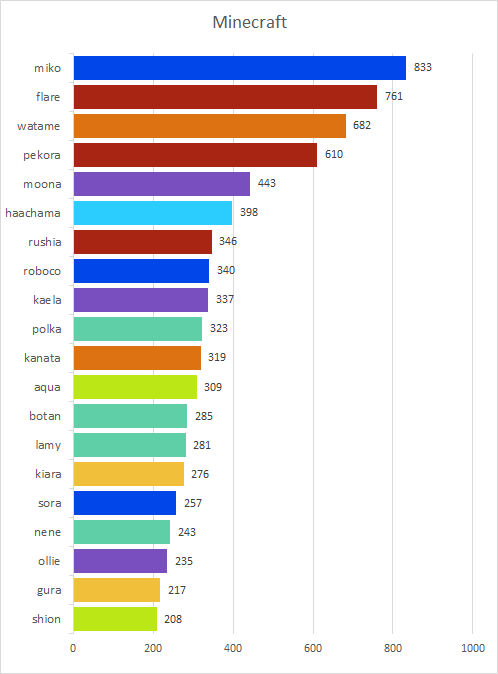 Minecraft
miko 833
flare 761
watame 682
pekora 610
moona 443
haachama 398
rushia 346
roboco 340
kaela 337
polka 323
kanata 319
aqua 309
botan 285
lamy 281
kiara 276
sora 257
nene 243
ollie 235
gura 217
shion 208
0 200 400 600 800 1000